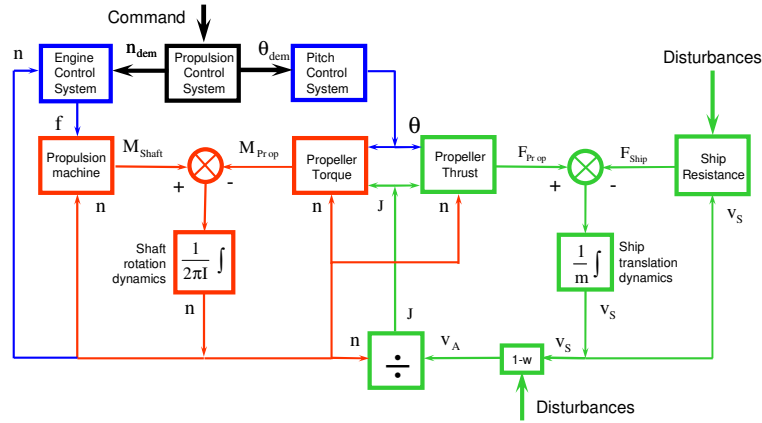 Command
n
n_dem
θ_dem
Disturbances
Engine
Control
System
Propulsion
Control
System
Pitch
Control
System
f
θ
M_Shaft
M_Prop
F_Prop
F_Ship
Propulsion
machine
Propeller
Torque
Propeller
Thrust
Ship
Resistance
+
-
+
-
n
n
J
n
v_S
Shaft
rotation
dynamics
1
2πI
∫
1
m
∫
Ship
translation
dynamics
n
J
v_S
n
÷
v_A
1-w
v_S
Disturbances